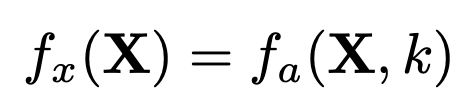 f_x(𝐗) = f_a(𝐗, k)